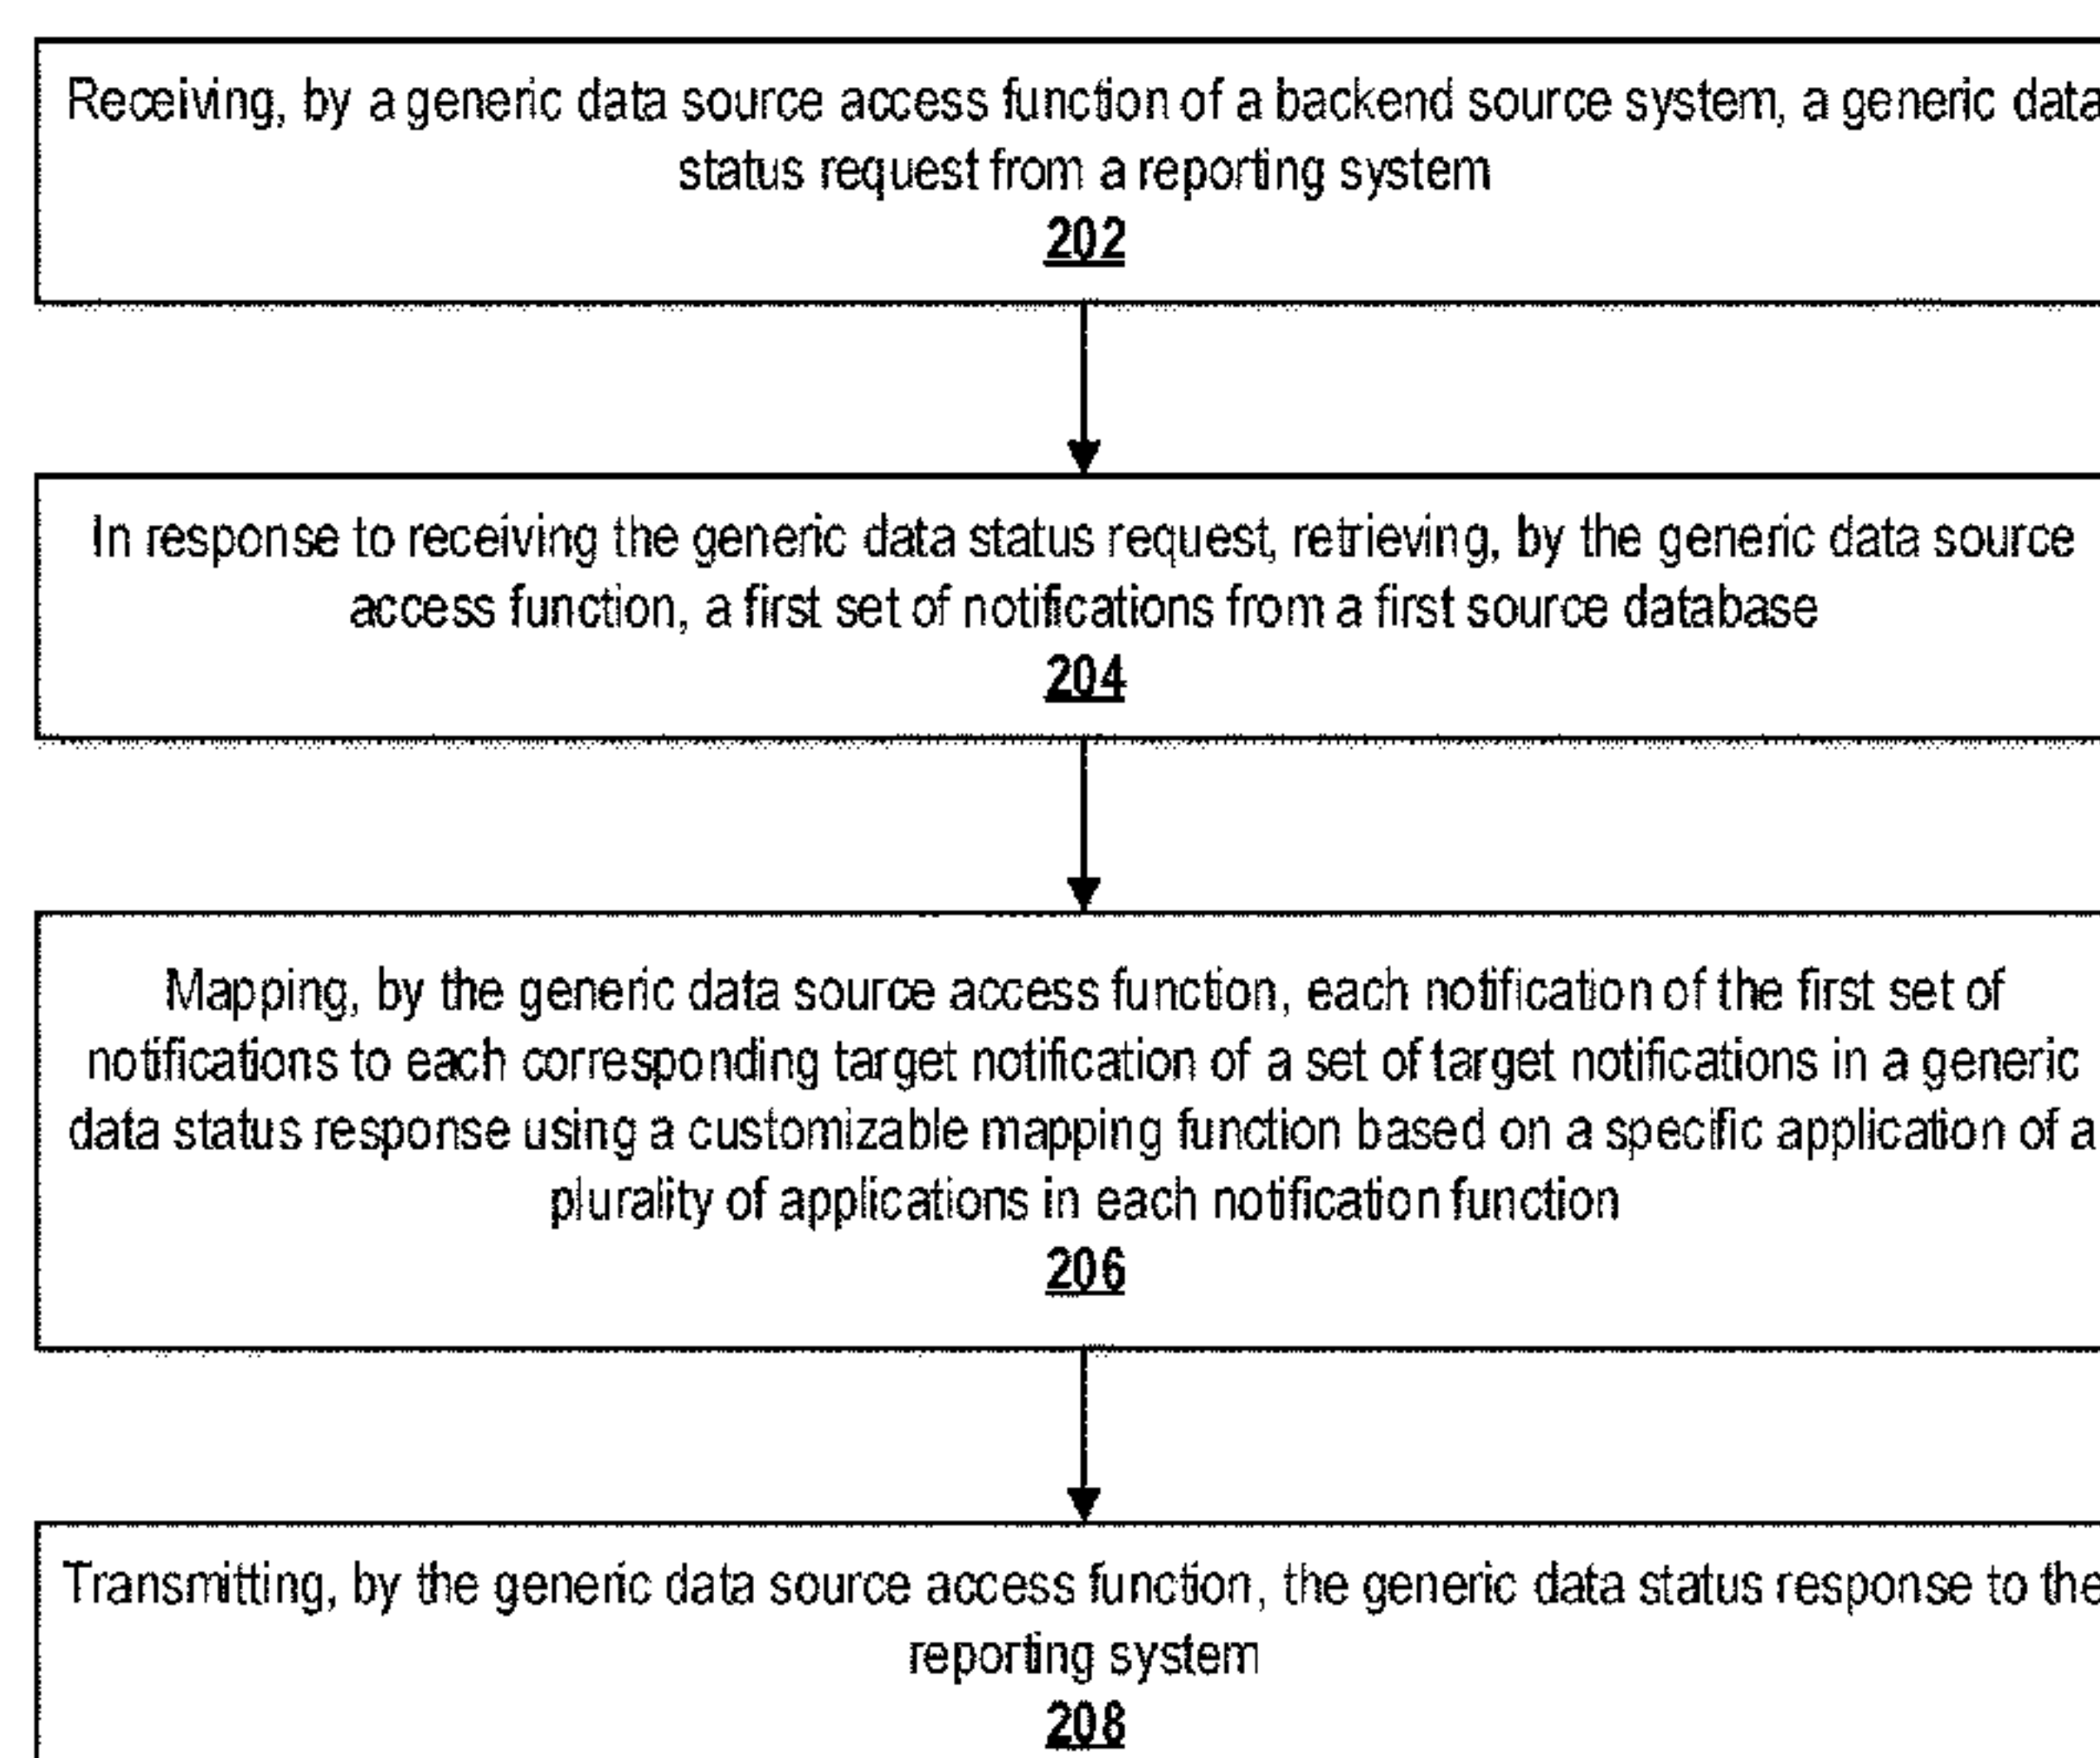 Receiving, by a generic data source access function of a backend source system, a generic data
status request from a reporting system
202
In response to receiving the generic data status request, retrieving, by the generic data source
access function, a first set of notifications from a first source database
204
Mapping, by the generic data source access function, each notification of the first set of
notifications to each corresponding target notification of a set of target notifications in a generic
data status response using a customizable mapping function based on a specific application of a
plurality of applications in each notification function
206
Transmitting, by the generic data source access function, the generic data status response to the
reporting system
208